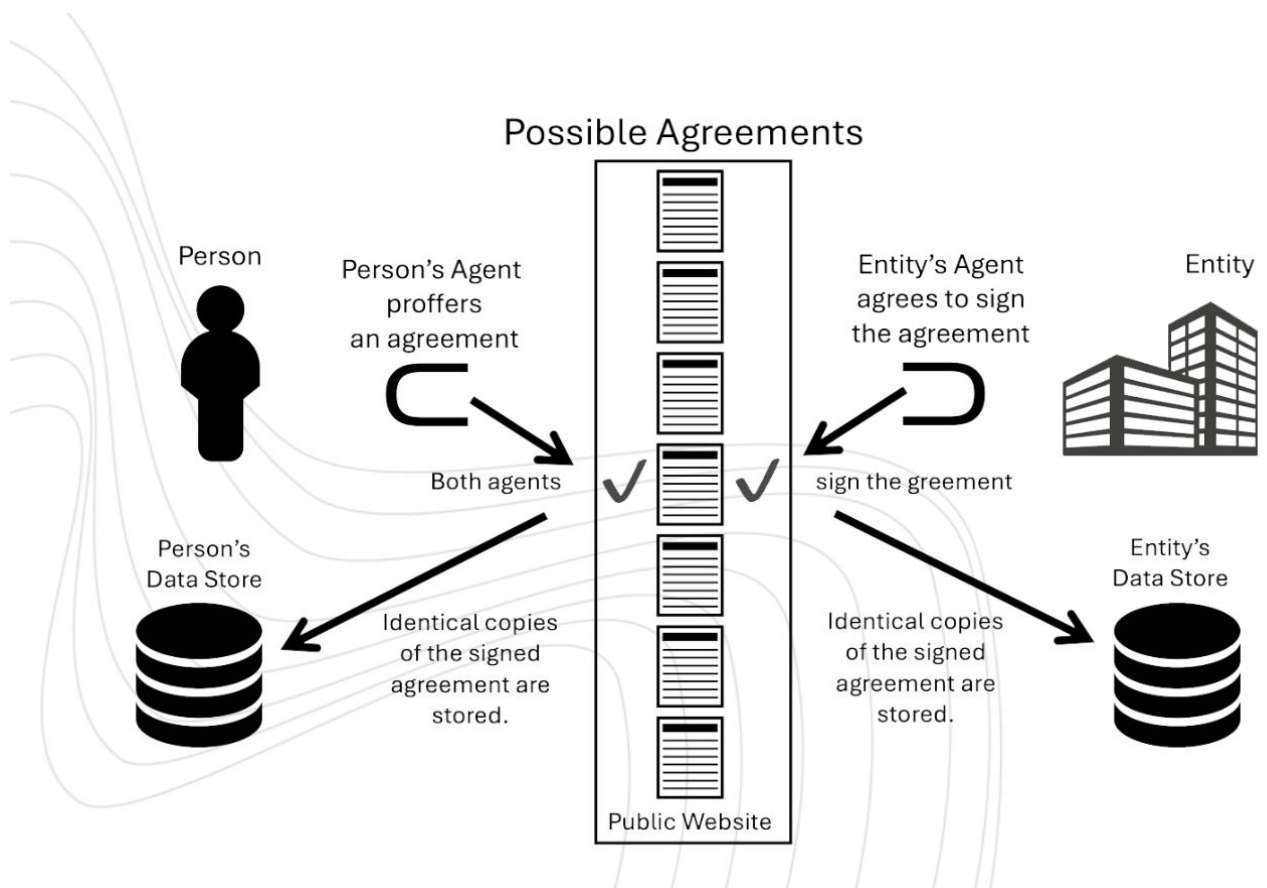 Possible Agreements
Person
Person's Agent
proffers
an agreement
Entity's Agent
agrees to sign
the agreement
Entity
Both agents
sign the greement
Person's
Data Store
Identical copies
of the signed
agreement are
stored.
Identical copies
of the signed
agreement are
stored.
Entity's
Data Store
Public Website